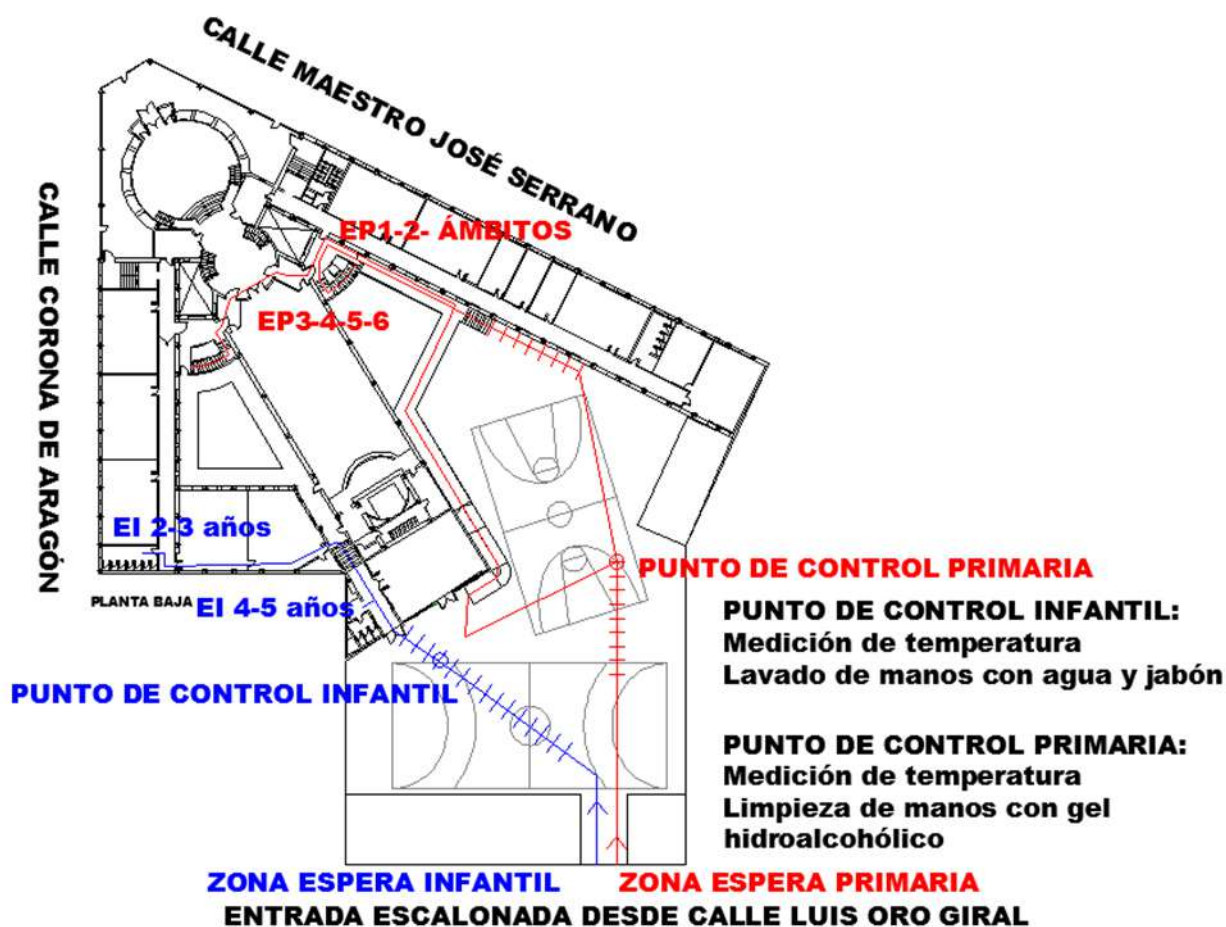 CALLE MAESTRO JOSÉ SERRANO
CALLE CORONA DE ARAGÓN
EP1-2- ÁMBITOS
EP3-4-5-6
EI 2-3 años
PLANTA BAJA
EI 4-5 años
PUNTO DE CONTROL PRIMARIA
PUNTO DE CONTROL INFANTIL:
Medición de temperatura
Lavado de manos con agua y jabón
PUNTO DE CONTROL INFANTIL
PUNTO DE CONTROL PRIMARIA:
Medición de temperatura
Limpieza de manos con gel
hidroalcohólico
ZONA ESPERA INFANTIL
ZONA ESPERA PRIMARIA
ENTRADA ESCALONADA DESDE CALLE LUIS ORO GIRAL